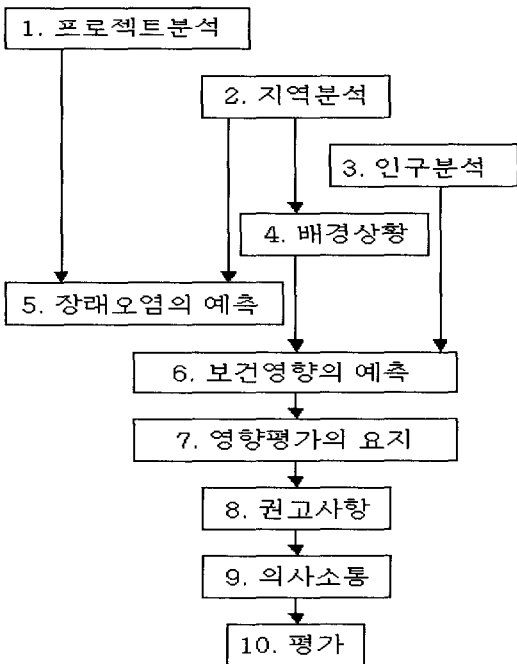 1. 프로젝트분석
2. 지역분석
3. 인구분석
4. 배경상황
5. 장래오염의 예측
6. 보건영향의 예측
7. 영향평가의 요지
8. 권고사항
9. 의사소통
10. 평가